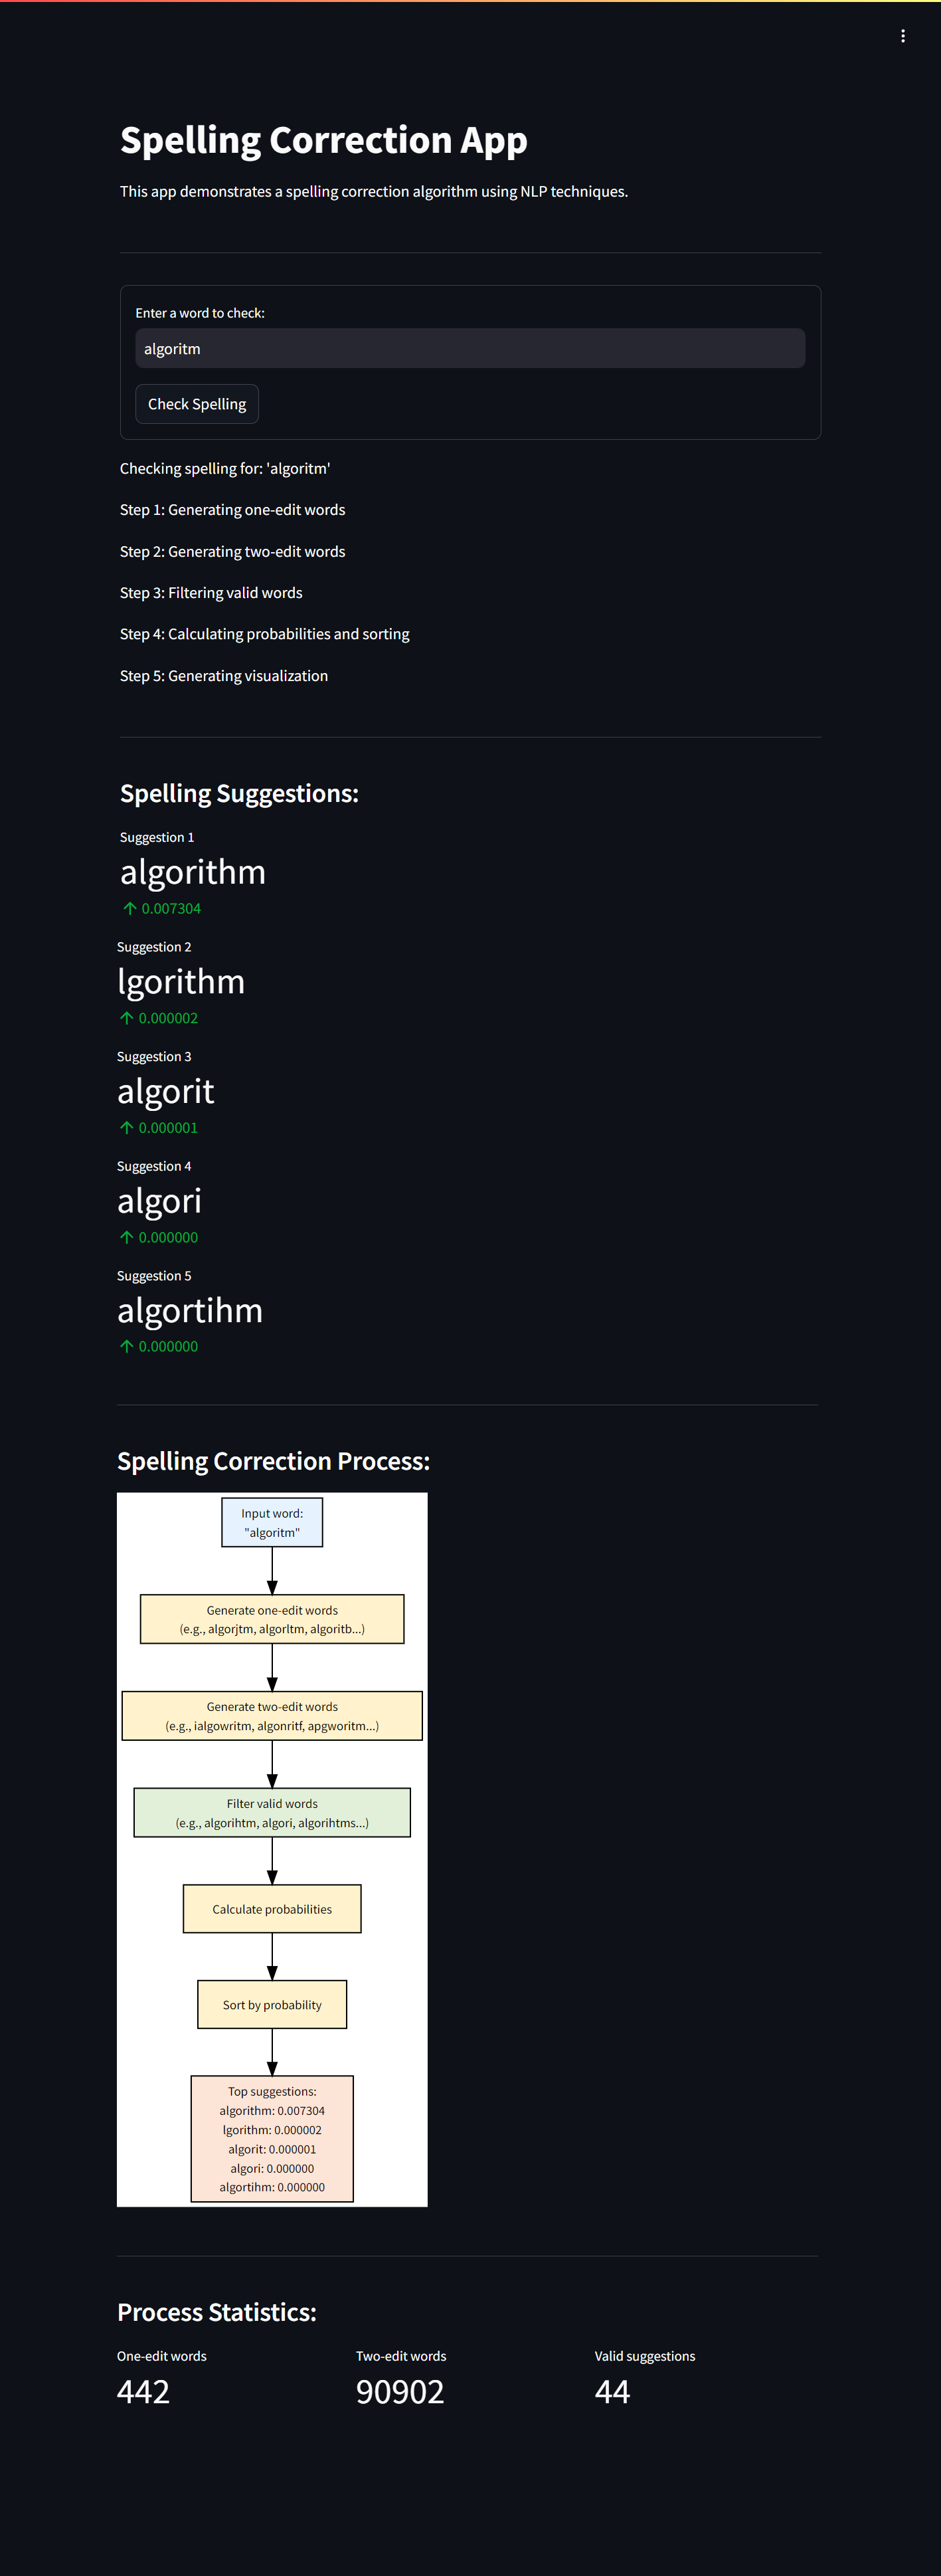 Spelling Correction App
This app demonstrates a spelling correction algorithm using NLP techniques.
Enter a word to check:
algoritm
Check Spelling
Checking spelling for: 'algoritm'
Step 1: Generating one-edit words
Step 2: Generating two-edit words
Step 3: Filtering valid words
Step 4: Calculating probabilities and sorting
Step 5: Generating visualization
Spelling Suggestions:
Suggestion 1
algorithm
↑ 0.007304
Suggestion 2
lgorithm
↑ 0.000002
Suggestion 3
algorit
↑ 0.000001
Suggestion 4
algori
↑ 0.000000
Suggestion 5
algortihm
↑ 0.000000
Spelling Correction Process:
Input word:
"algoritm"
Generate one-edit words
(e.g., algorjtm, algorltm, algoritb...)
Generate two-edit words
(e.g., ialgowritm, algonritf, apgworitm...)
Filter valid words
(e.g., algorihtm, algori, algorihtms...)
Calculate probabilities
Sort by probability
Top suggestions:
algorithm: 0.007304
lgorithm: 0.000002
algorit: 0.000001
algori: 0.000000
algortihm: 0.000000
Process Statistics:
One-edit words Two-edit words Valid suggestions
442 90902 44